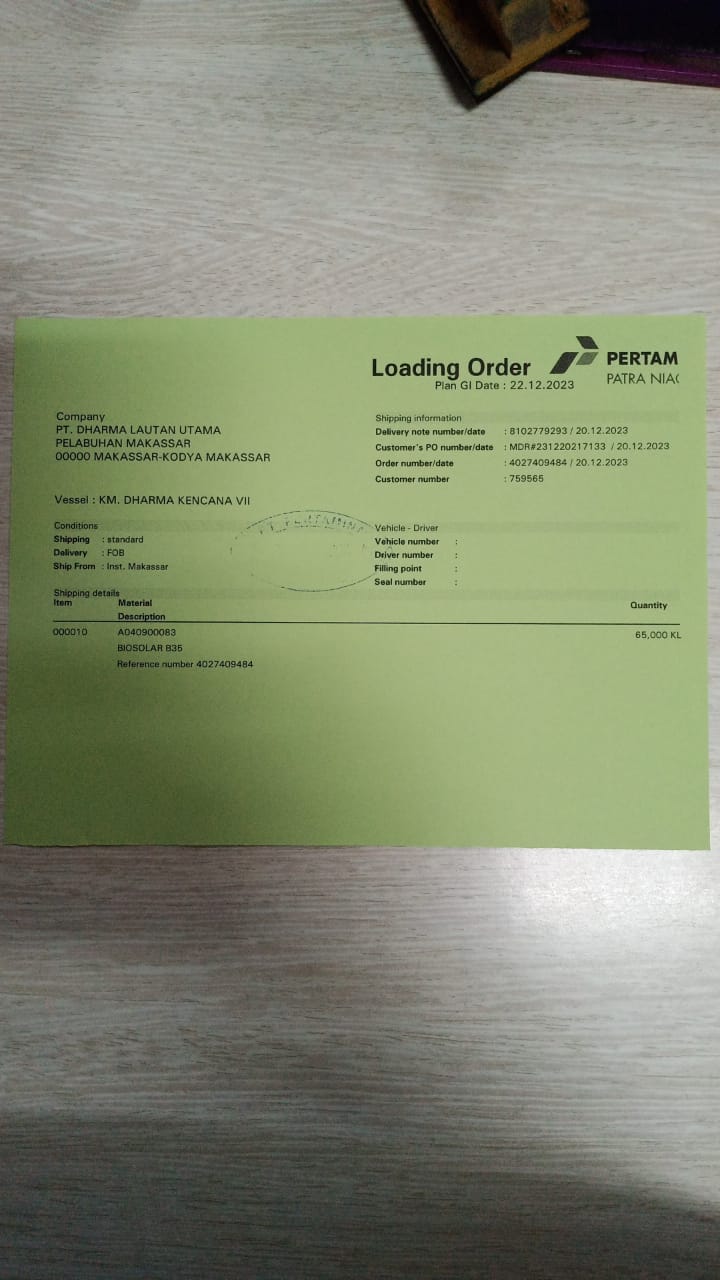 Loading Order
PERTAM
Plan GI Date : 22.12.2023
PATRA NIA
Company
PT. DHARMA LAUTAN UTAMA
PELABUHAN MAKASSAR
00000 MAKASSAR-KODYA MAKASSAR
Shipping information
Delivery note number/date : 8102779293 / 20.12.2023
Customer's PO number/date : MDR#231220217133 / 20.12.2023
Order number/date : 4027409484 / 20.12.2023
Customer number : 759565
Vessel : KM. DHARMA KENCANA VII
Conditions
Shipping : standard
Delivery : FOB
Ship From : Inst. Makassar
PT. PERTAMINA
Vehicle - Driver
Vehicle number :
Driver number :
Filling point :
Seal number :
Shipping details
Item Material Quantity
Description
000010 A040900083 65,000 KL
BIOSOLAR B35
Reference number 4027409484